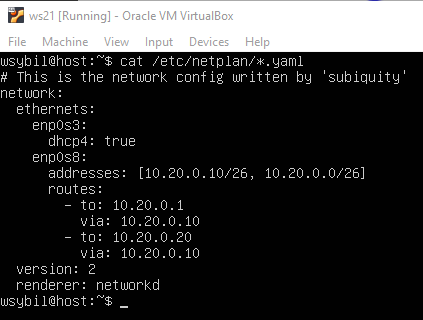 ws21 [Running] - Oracle VM VirtualBox
File Machine View Input Devices Help
wsybil@host:~$ cat /etc/netplan/*.yaml
# This is the network config written by 'subiquity'
network:
  ethernets:
    enp0s3:
      dhcp4: true
    enp0s8:
      addresses: [10.20.0.10/26, 10.20.0.0/26]
      routes:
        - to: 10.20.0.1
          via: 10.20.0.10
        - to: 10.20.0.20
          via: 10.20.0.10
  version: 2
  renderer: networkd
wsybil@host:~$ _